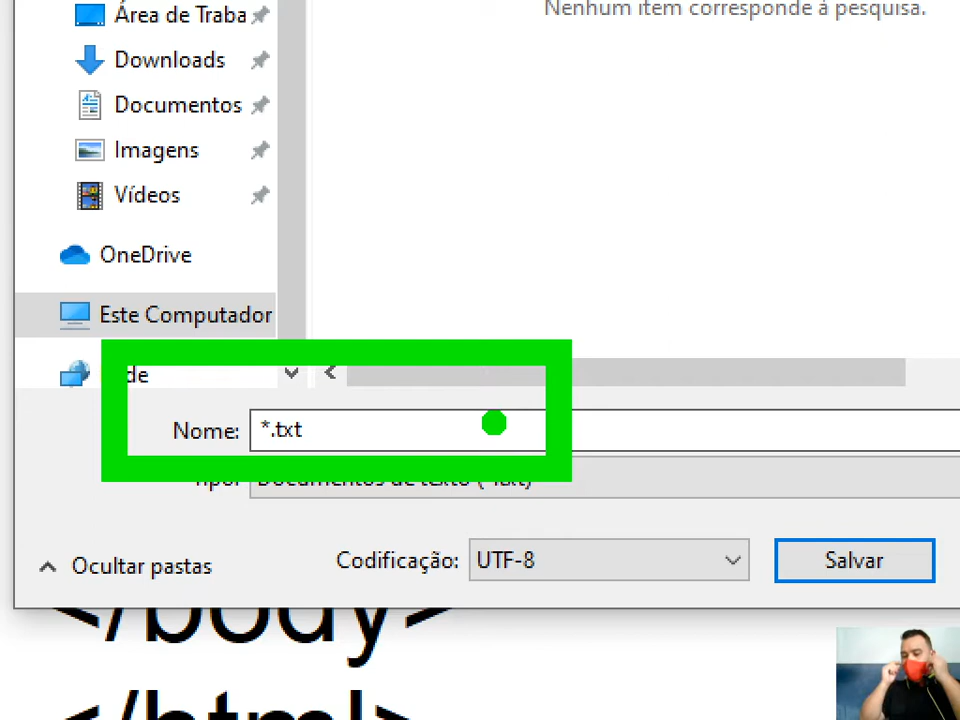 Área de Traba
Nenhum item corresponde à pesquisa.
Downloads
Documentos
Imagens
Vídeos
OneDrive
Este Computador
de
Nome: *.txt
Ocultar pastas
Codificação: UTF-8
Salvar
</body>
</html>